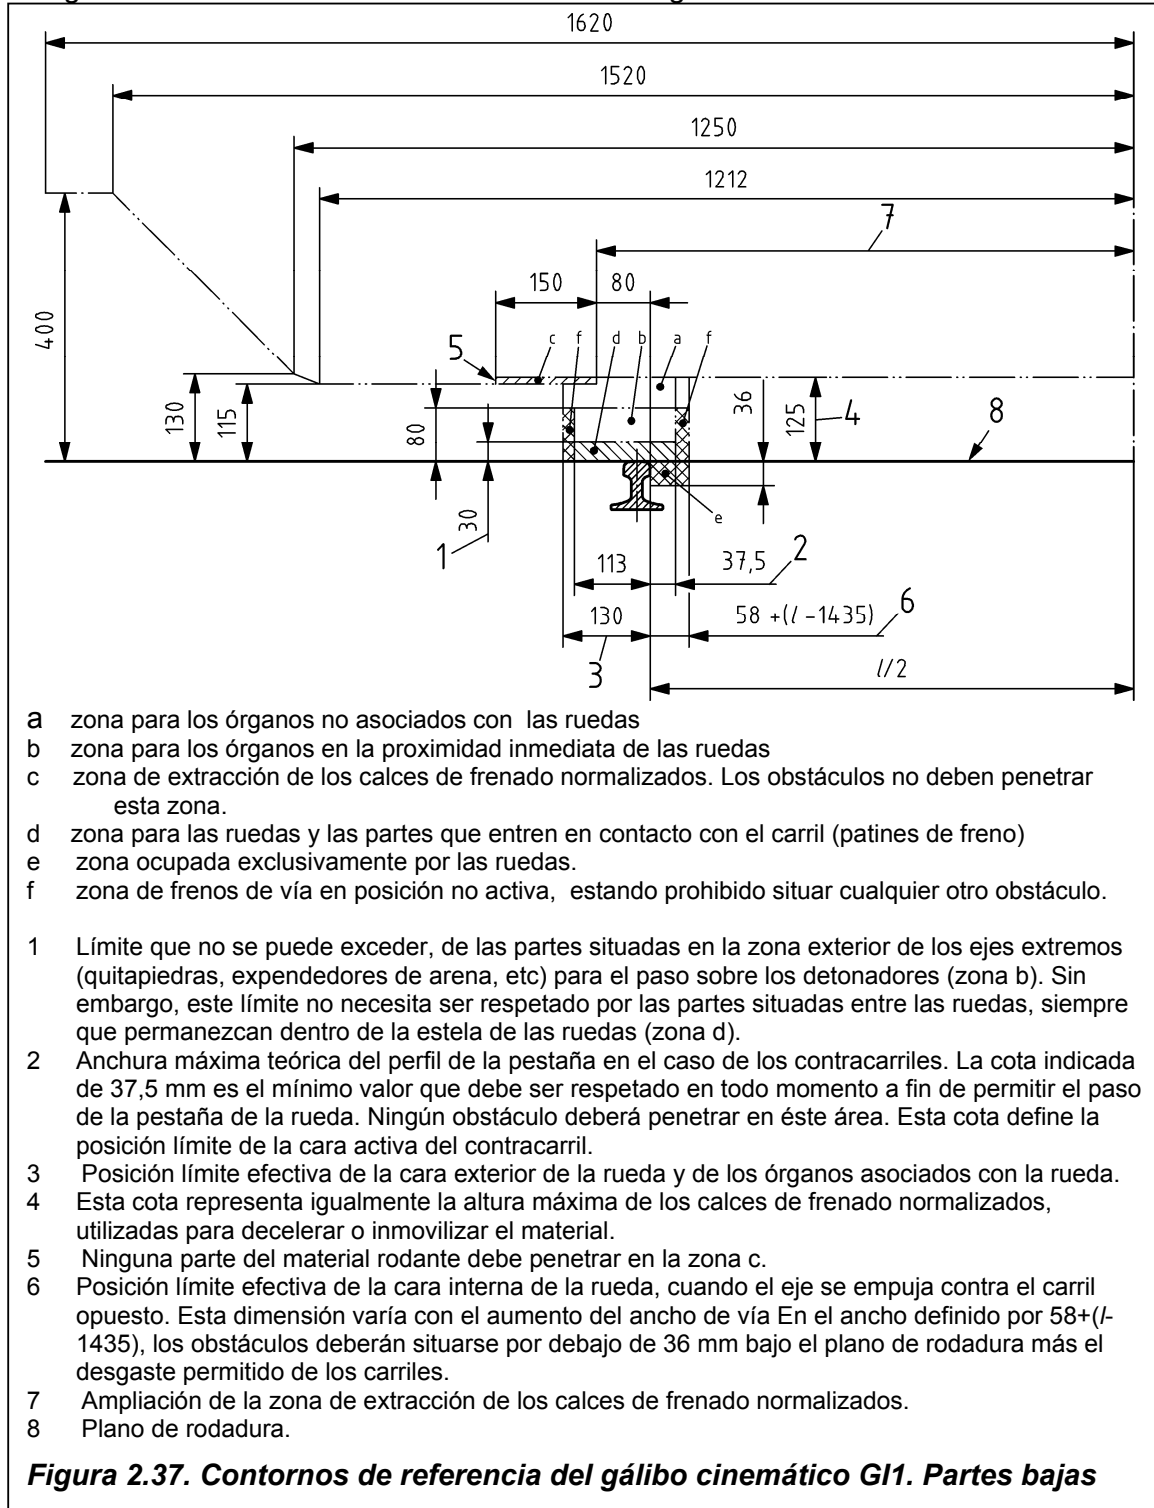 1620
1520
1250
1212
7
150
80
400
5
c
f
d
b
a
f
130
115
80
36
125
4
8
30
e
1
113
37,5
2
130
58 +(l -1435)
6
3
l/2
a zona para los órganos no asociados con las ruedas
b zona para los órganos en la proximidad inmediata de las ruedas
c zona de extracción de los calces de frenado normalizados. Los obstáculos no deben penetrar
esta zona.
d zona para las ruedas y las partes que entren en contacto con el carril (patines de freno)
e zona ocupada exclusivamente por las ruedas.
f zona de frenos de vía en posición no activa, estando prohibido situar cualquier otro obstáculo.
1 Límite que no se puede exceder, de las partes situadas en la zona exterior de los ejes extremos
(quitapiedras, expendedores de arena, etc) para el paso sobre los detonadores (zona b). Sin
embargo, este límite no necesita ser respetado por las partes situadas entre las ruedas, siempre
que permanezcan dentro de la estela de las ruedas (zona d).
2 Anchura máxima teórica del perfil de la pestaña en el caso de los contracarriles. La cota indicada
de 37,5 mm es el mínimo valor que debe ser respetado en todo momento a fin de permitir el paso
de la pestaña de la rueda. Ningún obstáculo deberá penetrar en éste área. Esta cota define la
posición límite de la cara activa del contracarril.
3 Posición límite efectiva de la cara exterior de la rueda y de los órganos asociados con la rueda.
4 Esta cota representa igualmente la altura máxima de los calces de frenado normalizados,
utilizadas para decelerar o inmovilizar el material.
5 Ninguna parte del material rodante debe penetrar en la zona c.
6 Posición límite efectiva de la cara interna de la rueda, cuando el eje se empuja contra el carril
opuesto. Esta dimensión varía con el aumento del ancho de vía En el ancho definido por 58+(l-
1435), los obstáculos deberán situarse por debajo de 36 mm bajo el plano de rodadura más el
desgaste permitido de los carriles.
7 Ampliación de la zona de extracción de los calces de frenado normalizados.
8 Plano de rodadura.
Figura 2.37. Contornos de referencia del gálibo cinemático GI1. Partes bajas